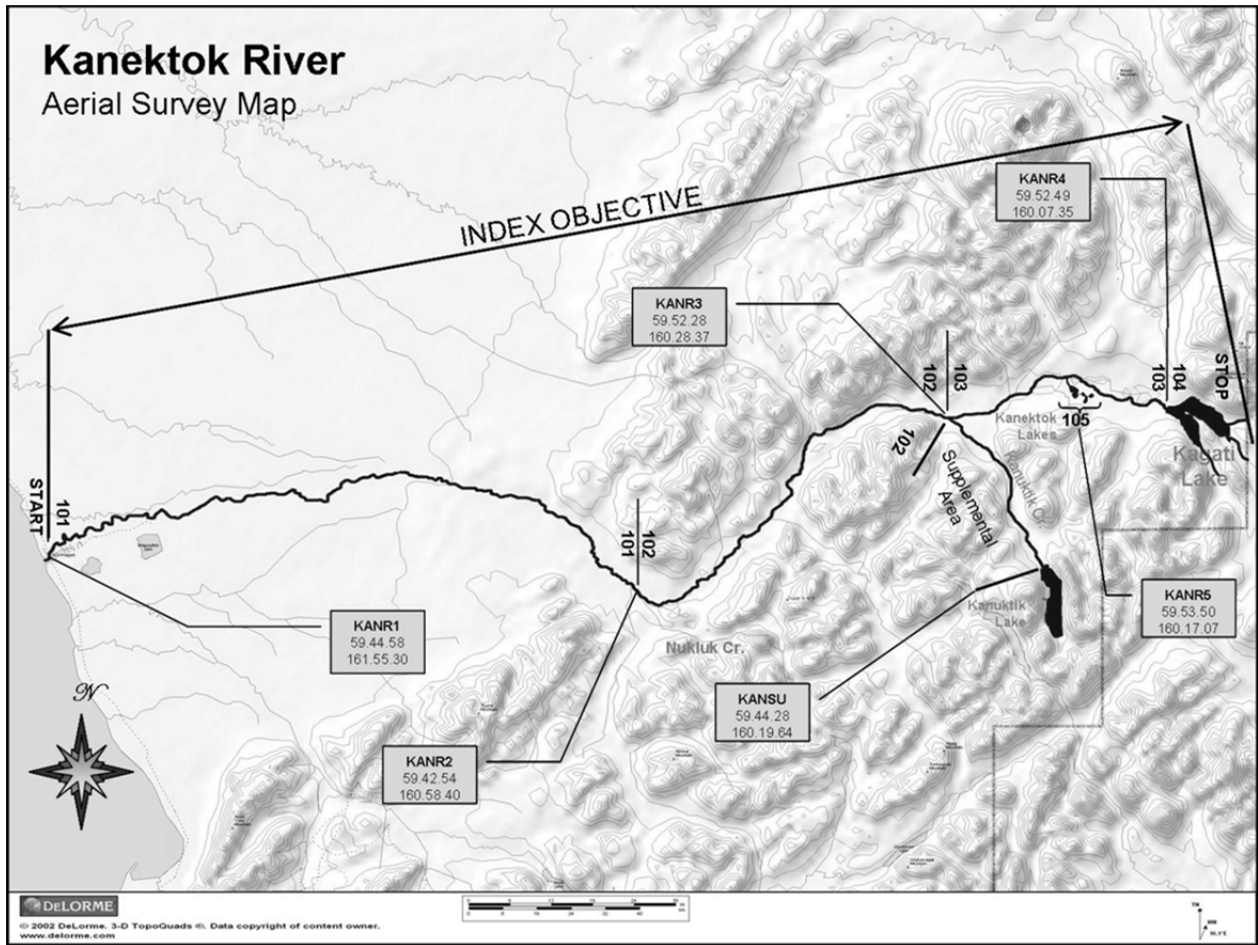 Kanektok River
Aerial Survey Map
INDEX OBJECTIVE
KANR4
59.52.49
160.07.35
KANR3
59.52.28
160.28.37
102
103
103
104
STOP
Kanektok
Lakes
105
Kagati
Lake
102
Supplemental
Area
Kanuktik Cr.
START
101
101
102
KANR1
59.44.58
161.55.30
Kanuktik
Lake
KANR5
59.53.50
160.17.07
Nukluk Cr.
KANSU
59.44.28
160.19.64
KANR2
59.42.54
160.58.40
N
DELORME
© 2002 DeLorme. 3-D TopoQuads ®. Data copyright of content owner.
www.delorme.com
TN
MN